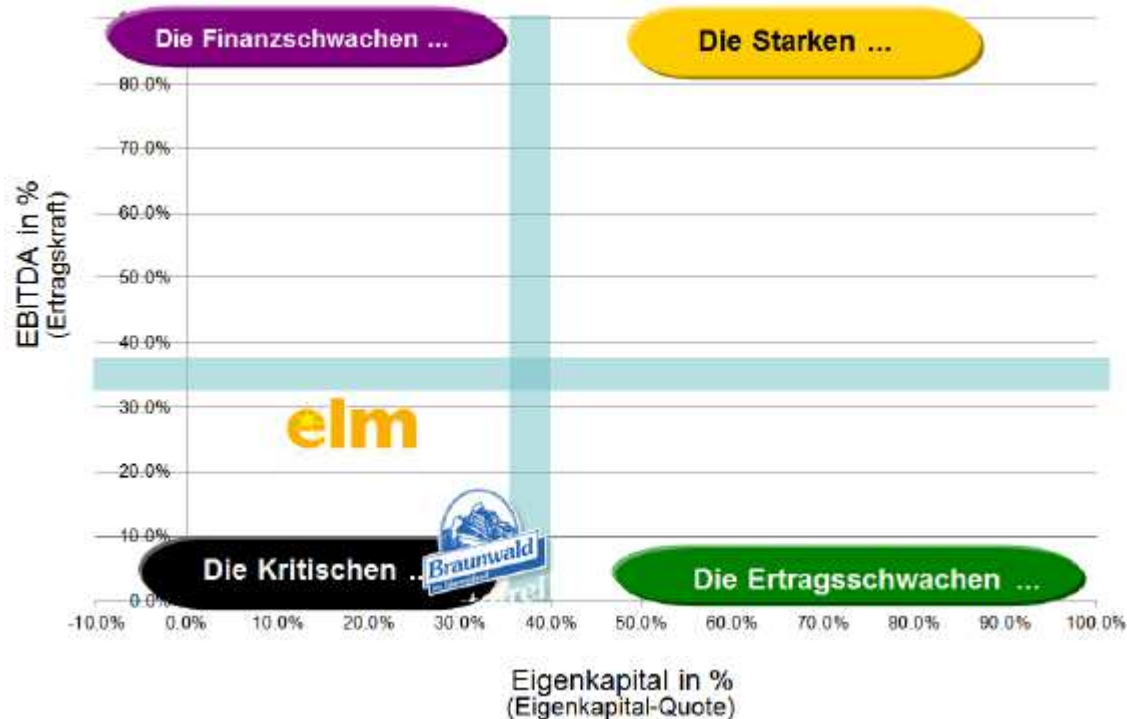 Die Finanzschwachen ...
Die Starken ...
80.0%
70.0%
60.0%
50.0%
40.0%
30.0%
20.0%
10.0%
0.0%
EBITDA in %
(Ertragskraft)
elm
Braunwald
Die Kritischen ..
Die Ertragsschwachen ...
-10.0%
0.0%
10.0%
20.0%
30.0%
40.0%
50.0%
60.0%
70.0%
80.0%
90.0%
100.0%
Eigenkapital in %
(Eigenkapital-Quote)